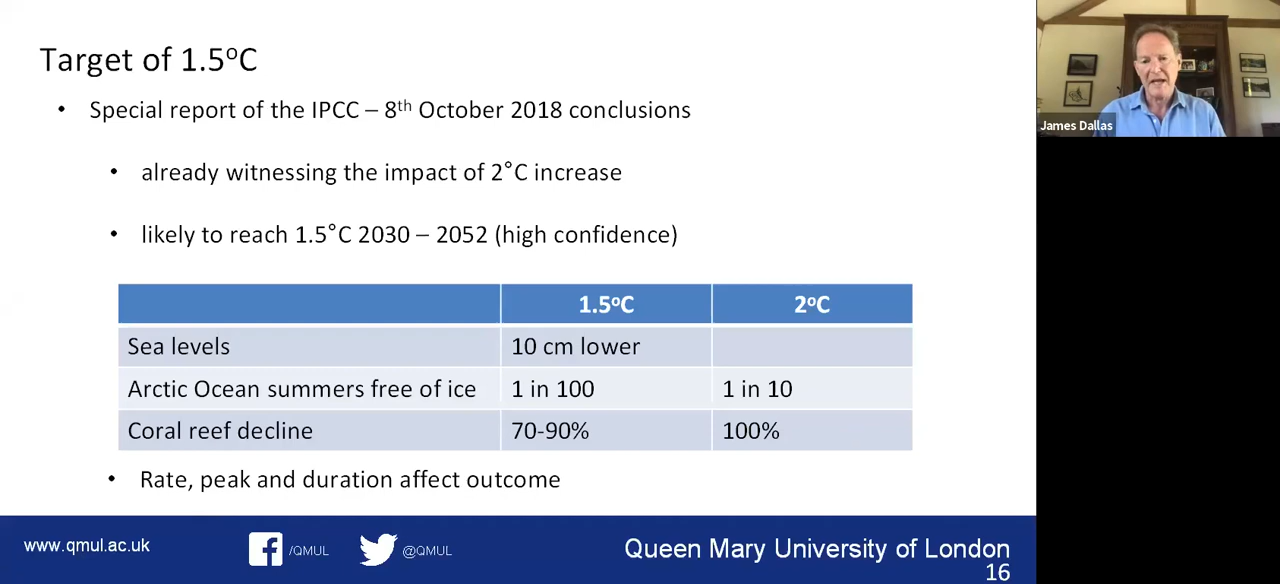 Target of 1.5ºC
• Special report of the IPCC – 8th October 2018 conclusions
• already witnessing the impact of 2°C increase
• likely to reach 1.5°C 2030 – 2052 (high confidence)
1.5ºC 2ºC
Sea levels 10 cm lower
Arctic Ocean summers free of ice 1 in 100 1 in 10
Coral reef decline 70-90% 100%
• Rate, peak and duration affect outcome
www.qmul.ac.uk /QMUL @QMUL Queen Mary University of London
16
James Dallas